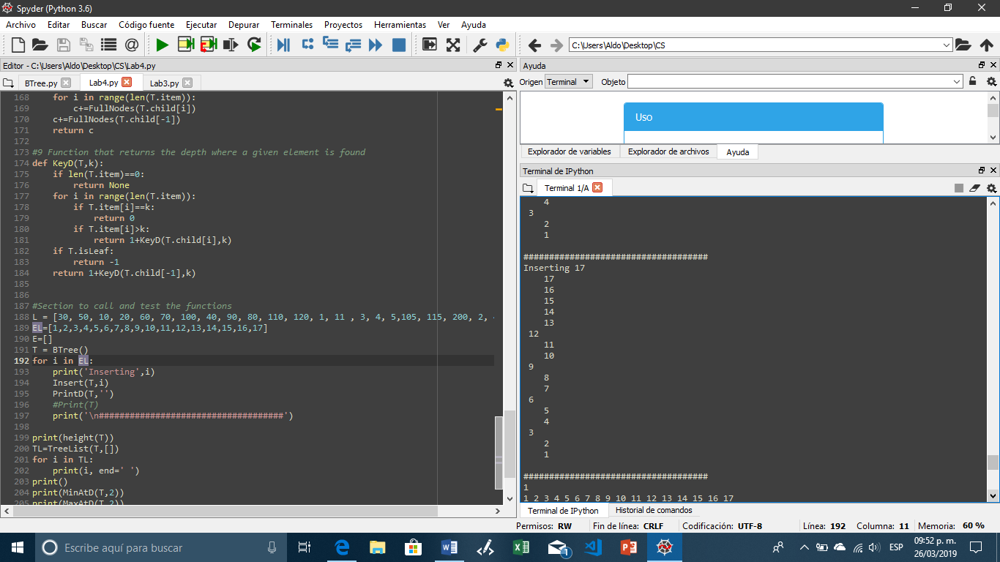 Spyder (Python 3.6)
Archivo Editar Buscar Código fuente Ejecutar Depurar Terminales Proyectos Herramientas Ver Ayuda
C:\Users\Aldo\Desktop\CS
Editor - C:\Users\Aldo\Desktop\CS\Lab4.py
BTree.py Lab4.py Lab3.py
168 for i in range(len(T.item)):
169 c+=FullNodes(T.child[i])
170 c+=FullNodes(T.child[-1])
171 return c
172
173 #9 Function that returns the depth where a given element is found
174 def KeyD(T,k):
175 if len(T.item)==0:
176 return None
177 for i in range(len(T.item)):
178 if T.item[i]==k:
179 return 0
180 if T.item[i]>k:
181 return 1+KeyD(T.child[i],k)
182 if T.isLeaf:
183 return -1
184 return 1+KeyD(T.child[-1],k)
185
186
187 #Section to call and test the functions
188 L = [30, 50, 10, 20, 60, 70, 100, 40, 90, 80, 110, 120, 1, 11 , 3, 4, 5,105, 115, 200, 2,
189 EL=[1,2,3,4,5,6,7,8,9,10,11,12,13,14,15,16,17]
190 E=[]
191 T = BTree()
192 for i in EL:
193 print('Inserting',i)
194 Insert(T,i)
195 PrintD(T,'')
196 #Print(T)
197 print('\n####################################')
198
199 print(height(T))
200 TL=TreeList(T,[])
201 for i in TL:
202 print(i, end=' ')
203 print()
204 print(MinAtD(T,2))
205 print(MaxAtD(T,2))
Ayuda
Origen Terminal Objeto
Uso
Explorador de variables Explorador de archivos Ayuda
Terminal de IPython
Terminal 1/A
4
3
2
1
####################################
Inserting 17
17
16
15
14
13
12
11
10
9
8
7
6
5
4
3
2
1
####################################
1
1 2 3 4 5 6 7 8 9 10 11 12 13 14 15 16 17
Terminal de IPython Historial de comandos
Permisos: RW Fin de línea: CRLF Codificación: UTF-8 Línea: 192 Columna: 11 Memoria: 60 %
Escribe aquí para buscar
1
ESP
09:52 p. m.
26/03/2019